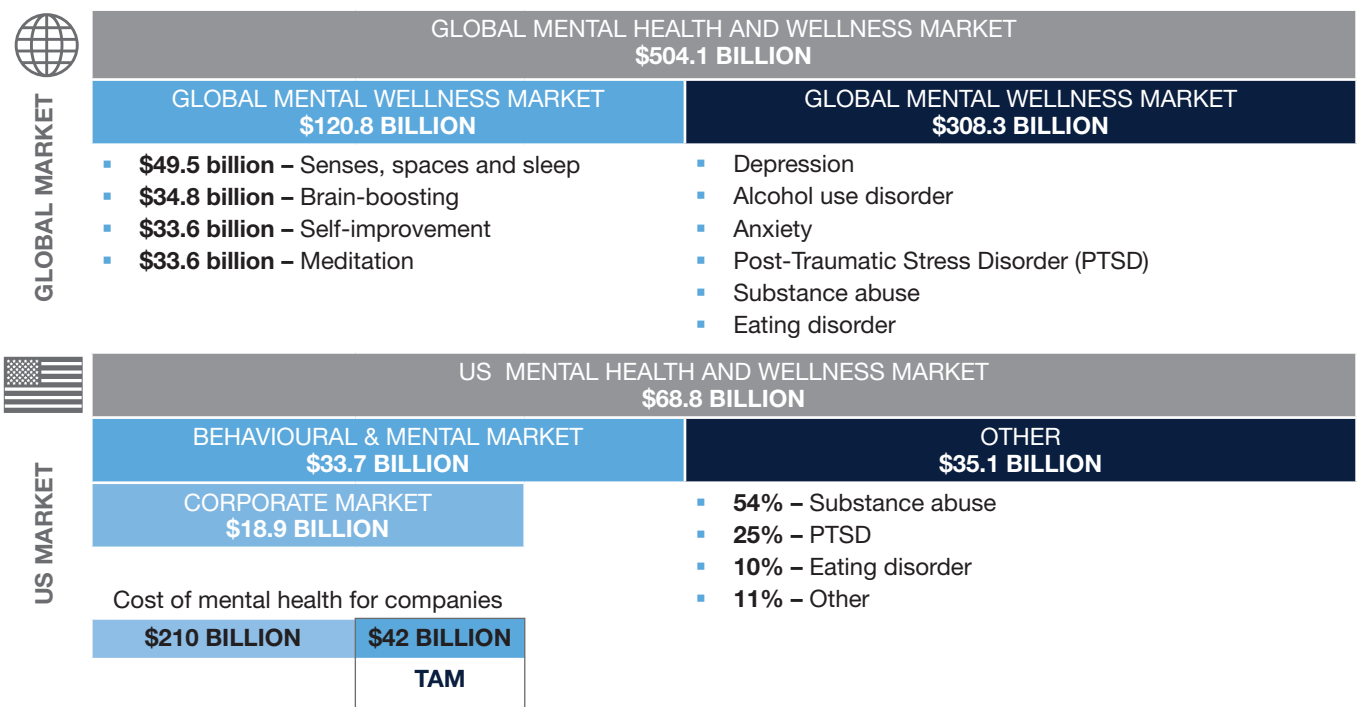 GLOBAL MARKET
GLOBAL MENTAL HEALTH AND WELLNESS MARKET
$504.1 BILLION
GLOBAL MENTAL WELLNESS MARKET
$120.8 BILLION
▪ $49.5 billion – Senses, spaces and sleep
▪ $34.8 billion – Brain-boosting
▪ $33.6 billion – Self-improvement
▪ $33.6 billion – Meditation
GLOBAL MENTAL WELLNESS MARKET
$308.3 BILLION
▪ Depression
▪ Alcohol use disorder
▪ Anxiety
▪ Post-Traumatic Stress Disorder (PTSD)
▪ Substance abuse
▪ Eating disorder
US MARKET
US MENTAL HEALTH AND WELLNESS MARKET
$68.8 BILLION
BEHAVIOURAL & MENTAL MARKET
$33.7 BILLION
CORPORATE MARKET
$18.9 BILLION
Cost of mental health for companies
$210 BILLION
$42 BILLION
TAM
OTHER
$35.1 BILLION
▪ 54% – Substance abuse
▪ 25% – PTSD
▪ 10% – Eating disorder
▪ 11% – Other